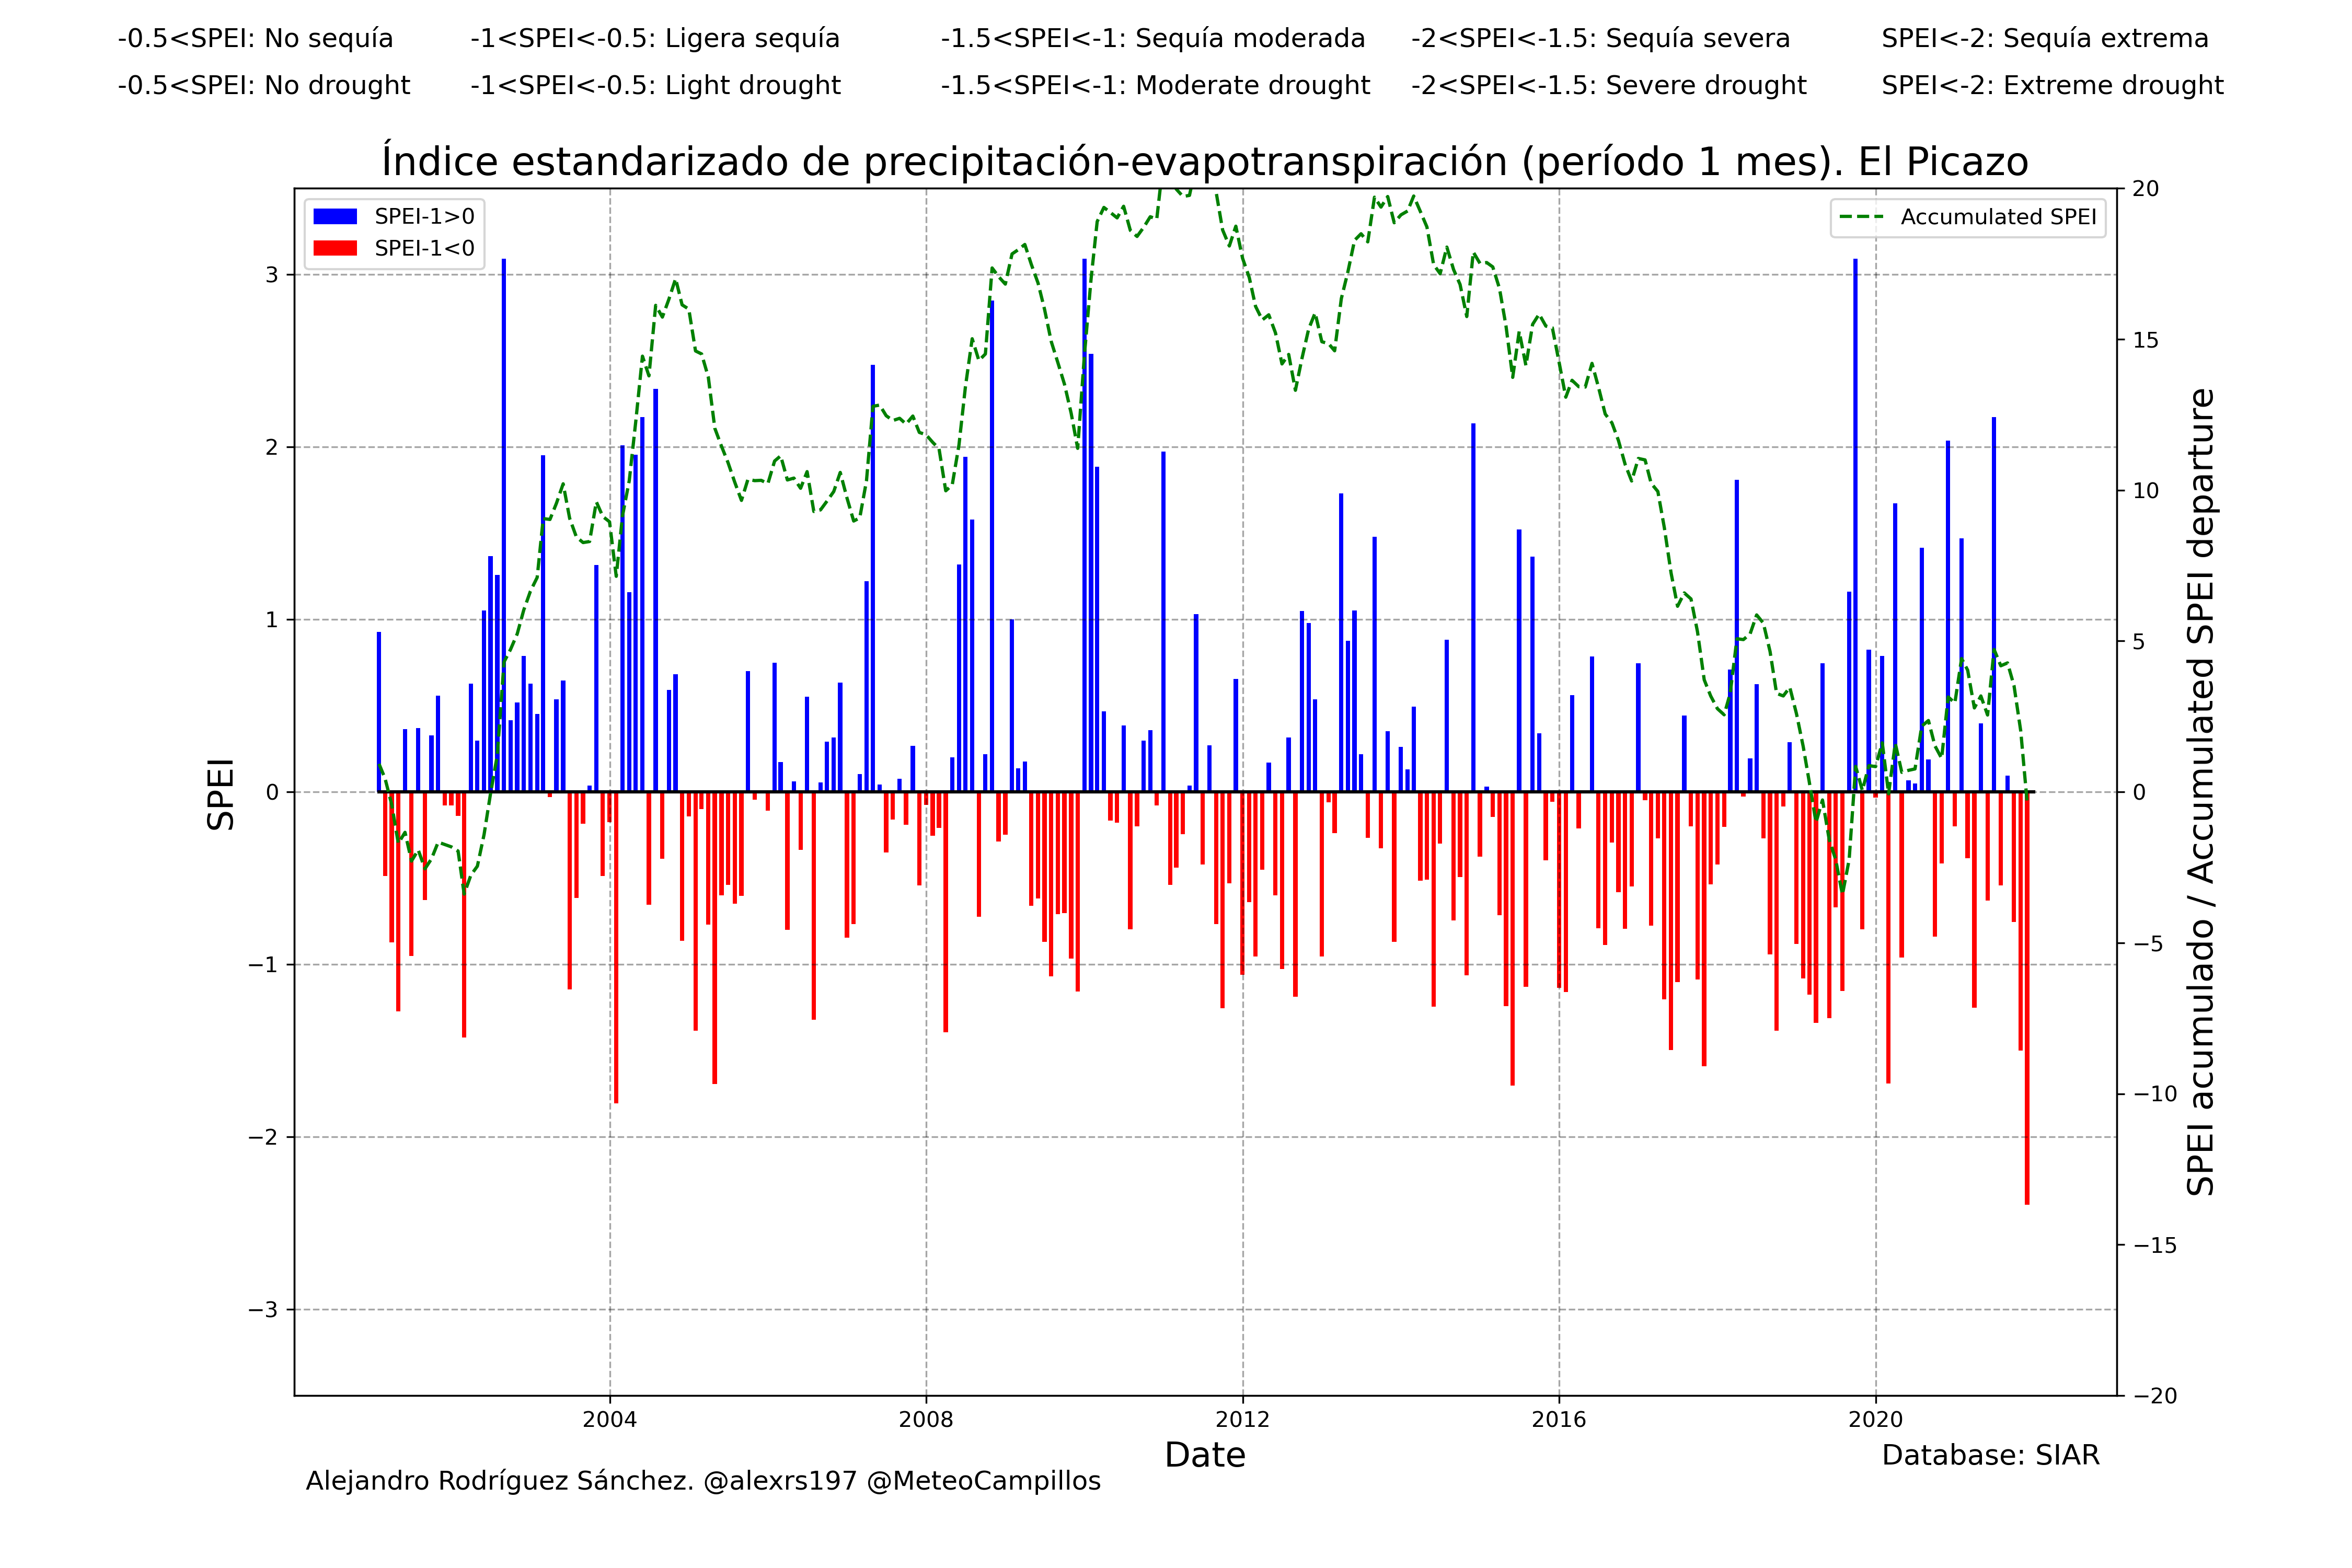 -0.5<SPEI: No sequía -1<SPEI<-0.5: Ligera sequía -1.5<SPEI<-1: Sequía moderada -2<SPEI<-1.5: Sequía severa SPEI<-2: Sequía extrema
-0.5<SPEI: No drought -1<SPEI<-0.5: Light drought -1.5<SPEI<-1: Moderate drought -2<SPEI<-1.5: Severe drought SPEI<-2: Extreme drought
Índice estandarizado de precipitación-evapotranspiración (período 1 mes). El Picazo
SPEI-1>0
SPEI-1<0
Accumulated SPEI
SPEI
3
2
1
0
−1
−2
−3
20
15
10
5
0
−5
−10
−15
−20
SPEI acumulado / Accumulated SPEI departure
2004 2008 2012 2016 2020
Date
Database: SIAR
Alejandro Rodríguez Sánchez. @alexrs197 @MeteoCampillos